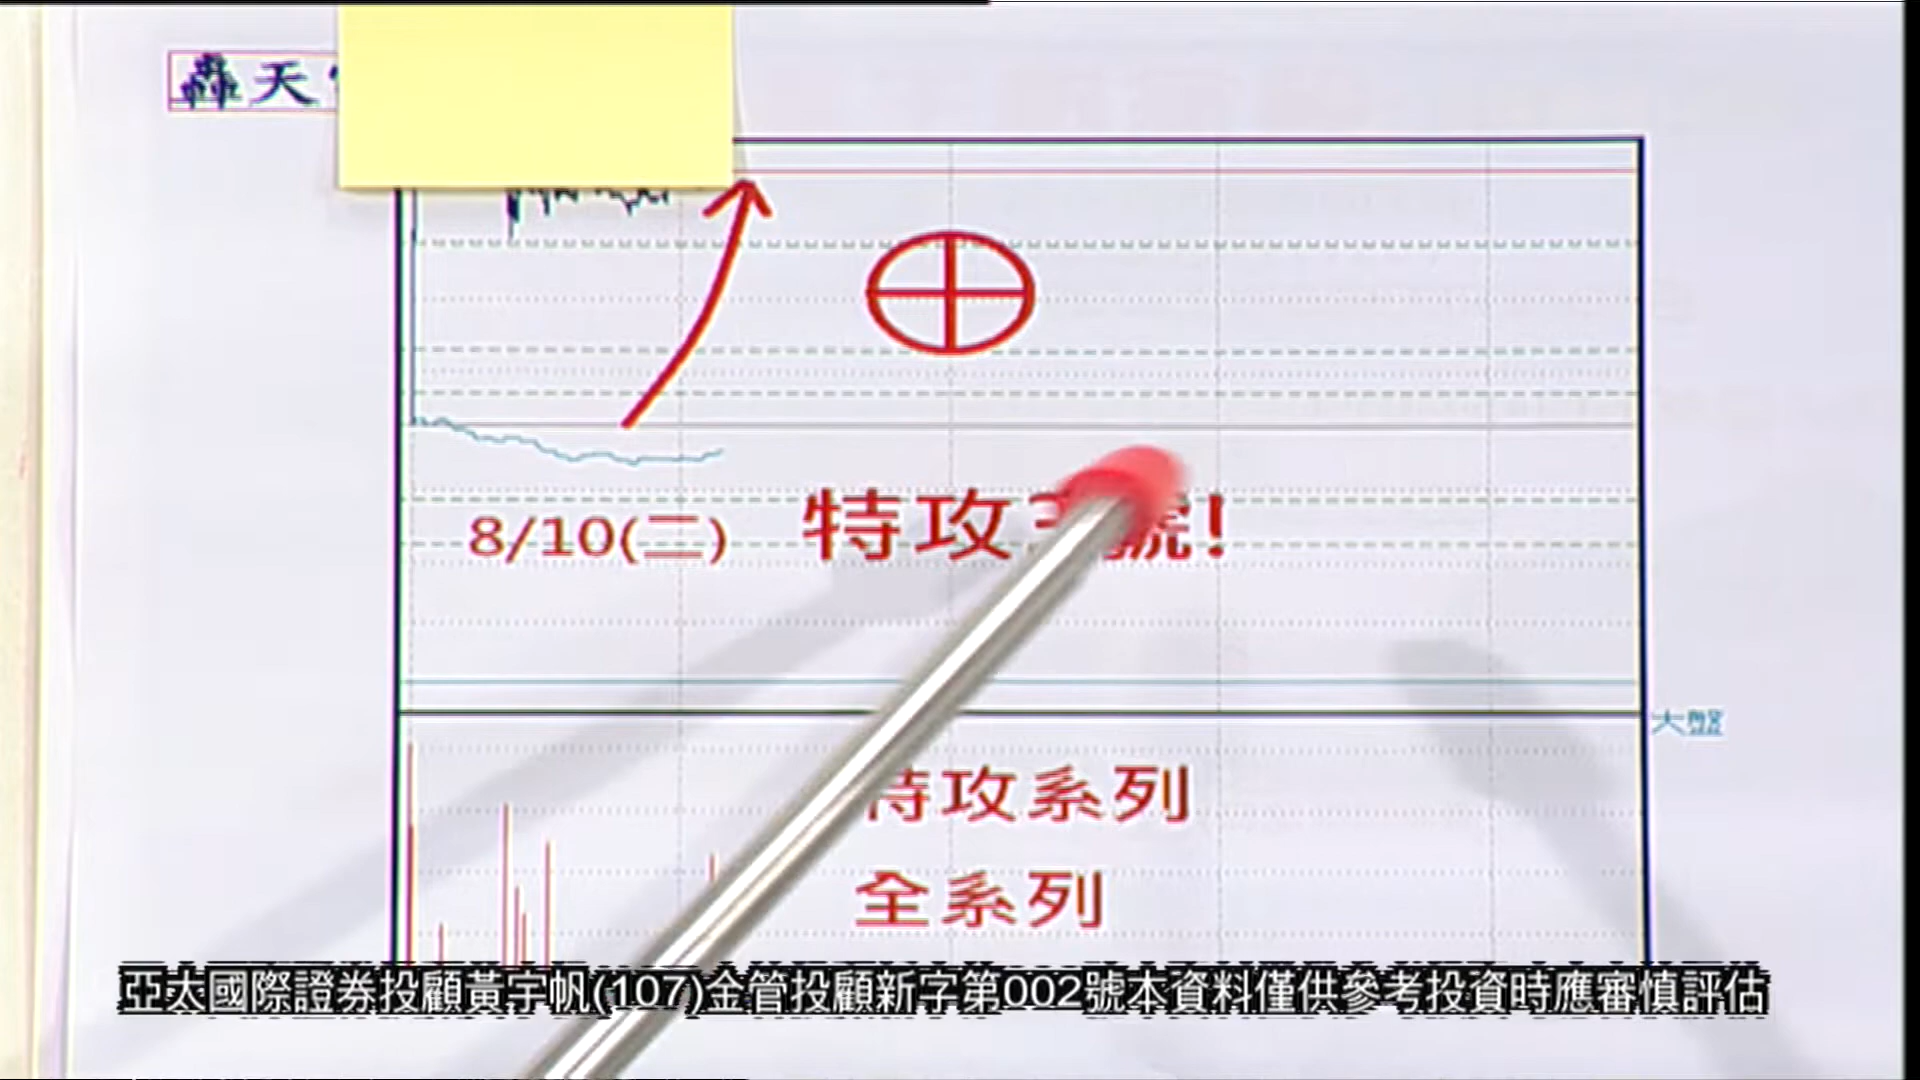 轟天
8/10(二)
特攻 號!
大盤
特攻系列
全系列
亞太國際證券投顧黃宇帆(107)金管投顧新字第002號本資料僅供參考投資時應審慎評估